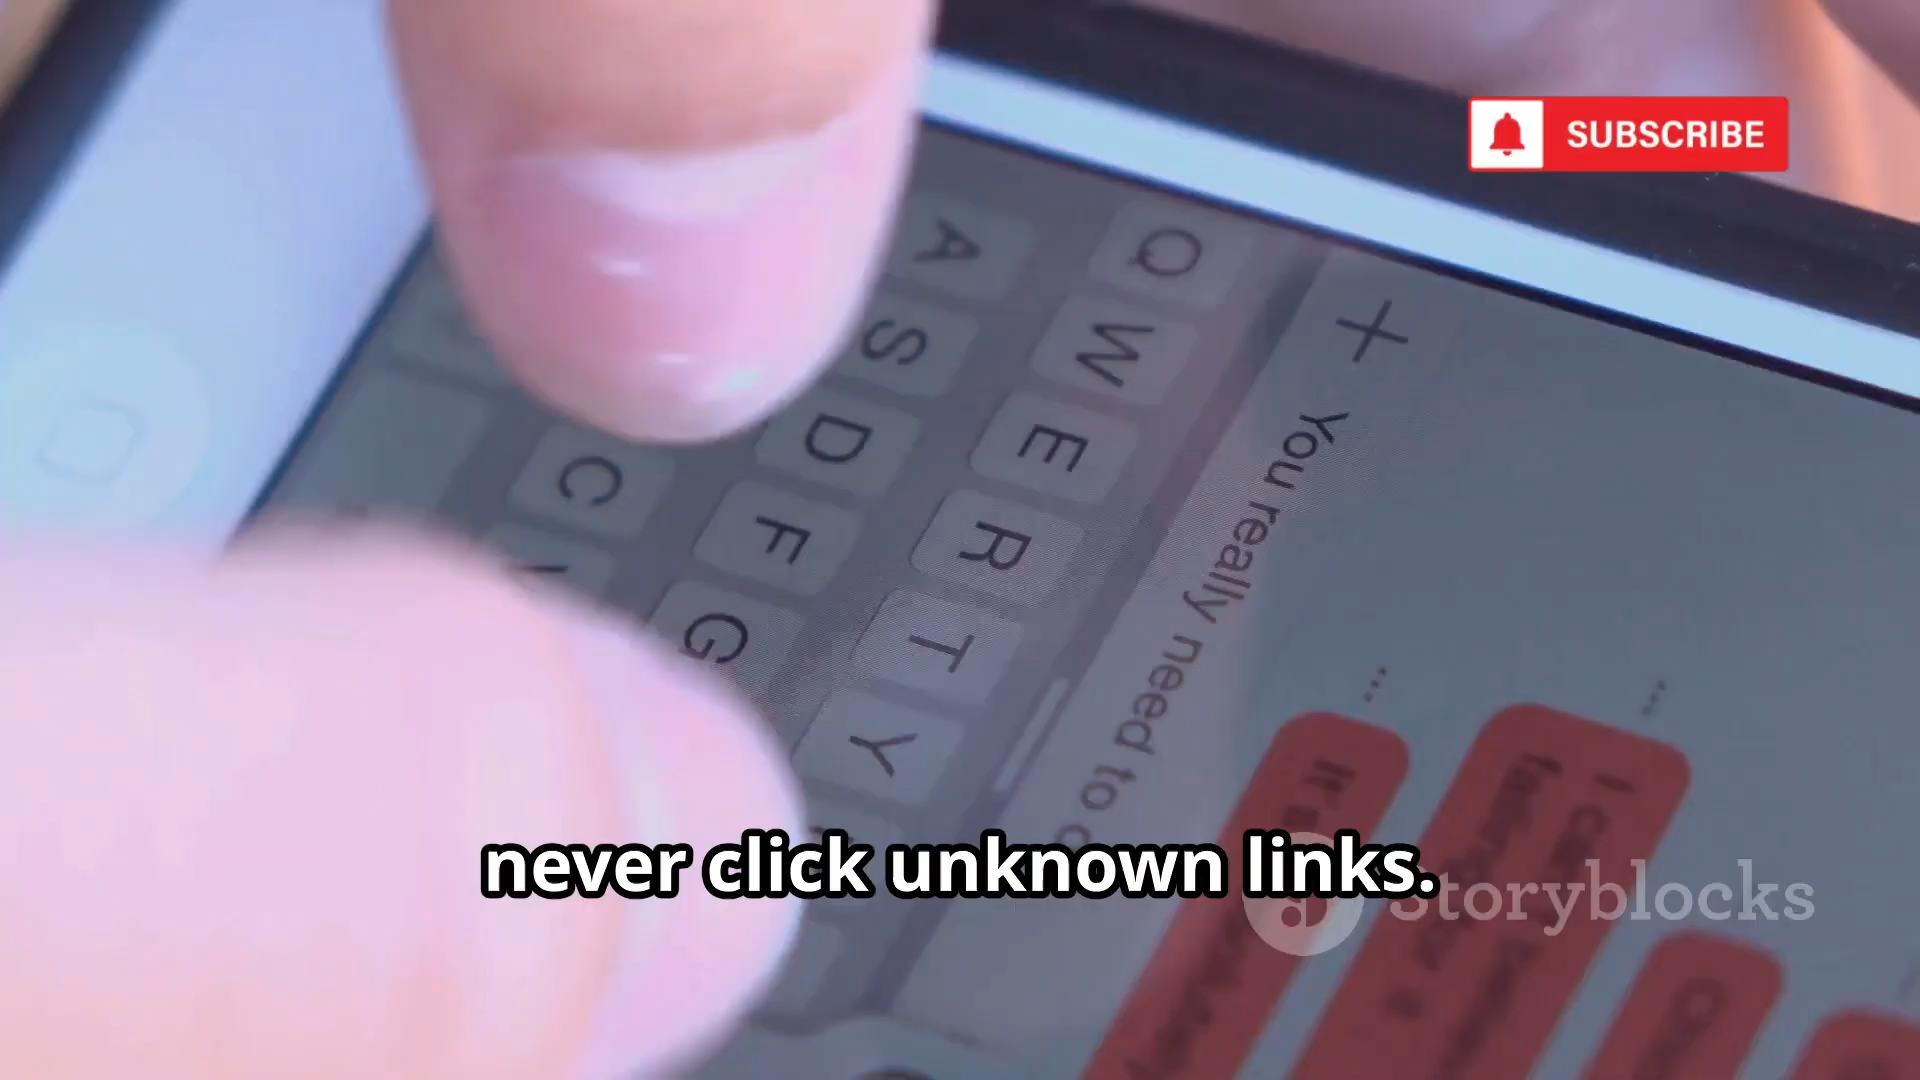 SUBSCRIBE
Q W E R T Y
A S D F G
C
You really need to
never click unknown links.
Storyblocks